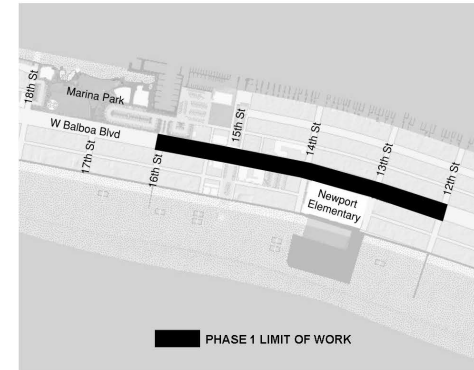 18th St
Marina Park
W Balboa Blvd
17th St
16th St
15th St
14th St
13th St
12th St
Newport
Elementary
PHASE 1 LIMIT OF WORK